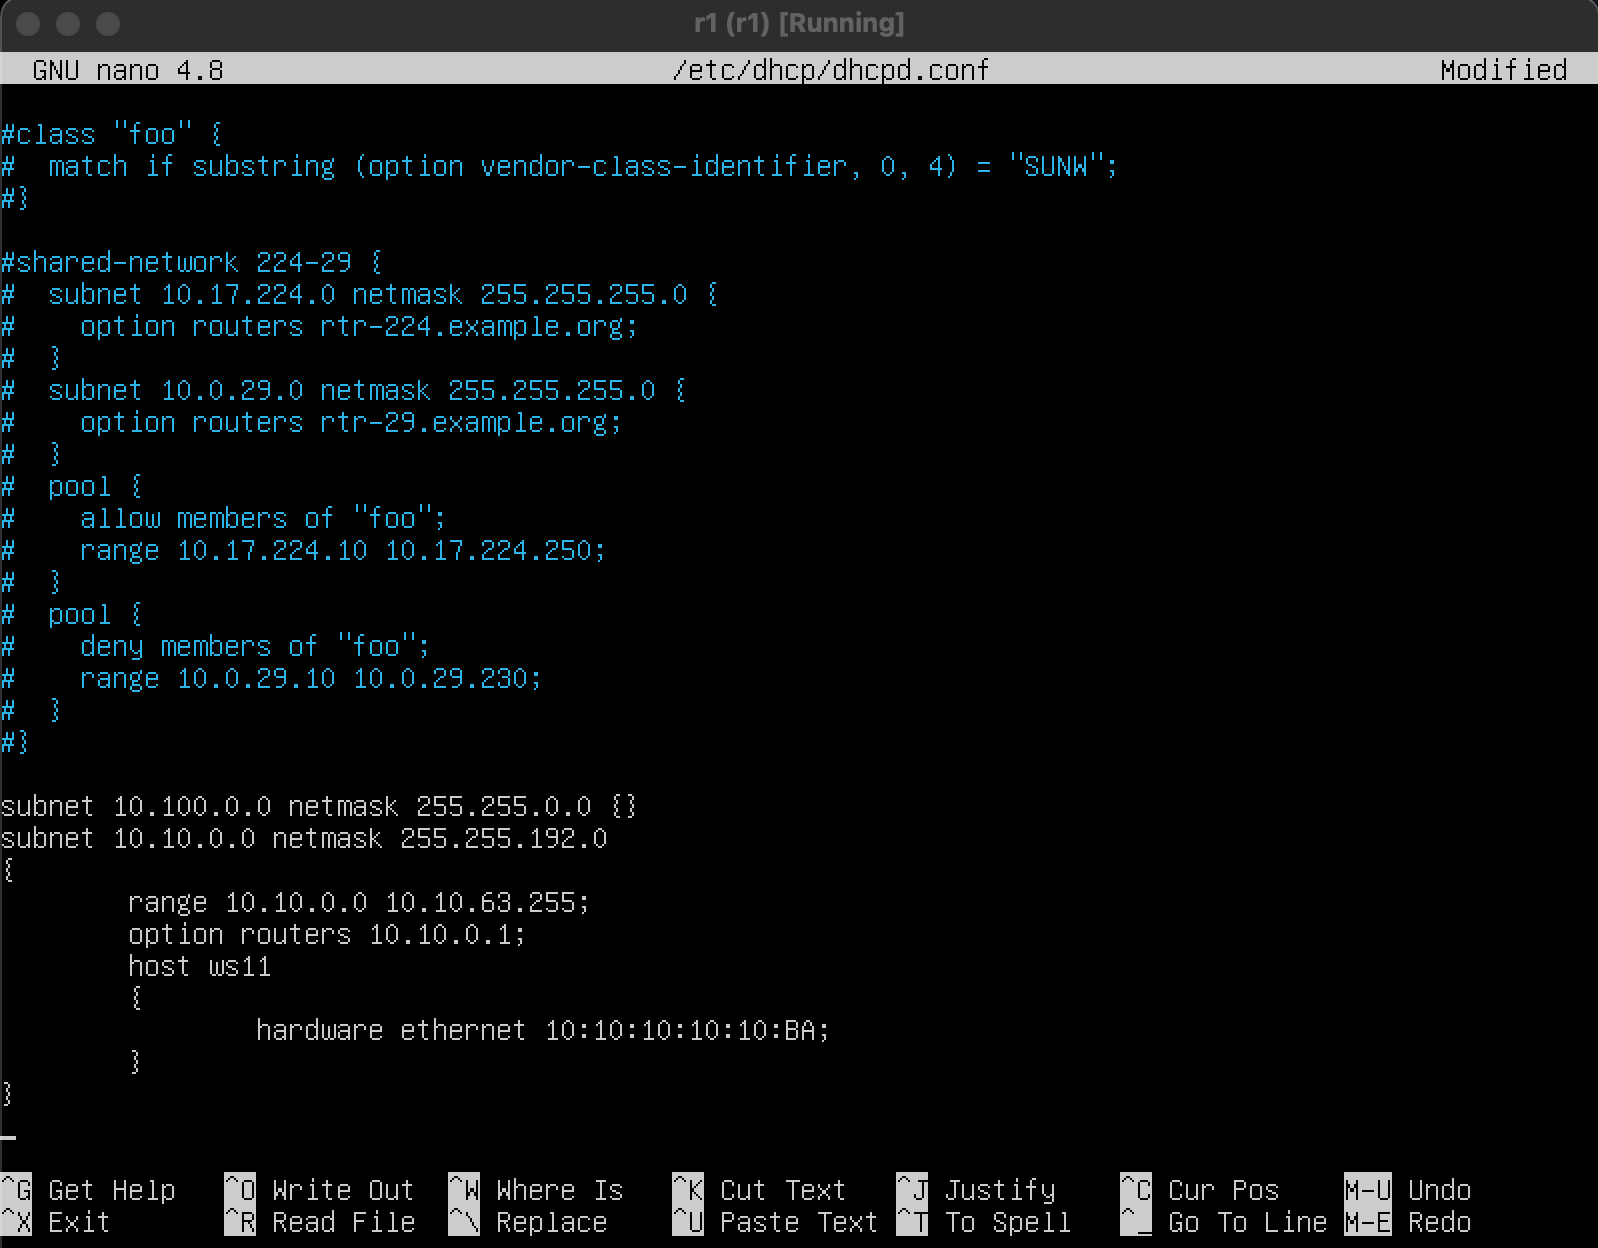 r1 (r1) [Running]
GNU nano 4.8 /etc/dhcp/dhcpd.conf Modified
#class "foo" {
#  match if substring (option vendor-class-identifier, 0, 4) = "SUNW";
#}
#shared-network 224-29 {
#  subnet 10.17.224.0 netmask 255.255.255.0 {
#    option routers rtr-224.example.org;
#  }
#  subnet 10.0.29.0 netmask 255.255.255.0 {
#    option routers rtr-29.example.org;
#  }
#  pool {
#    allow members of "foo";
#    range 10.17.224.10 10.17.224.250;
#  }
#  pool {
#    deny members of "foo";
#    range 10.0.29.10 10.0.29.230;
#  }
#}
subnet 10.100.0.0 netmask 255.255.0.0 {}
subnet 10.10.0.0 netmask 255.255.192.0
{
        range 10.10.0.0 10.10.63.255;
        option routers 10.10.0.1;
        host ws11
        {
                hardware ethernet 10:10:10:10:10:BA;
        }
}
^G Get Help ^O Write Out ^W Where Is ^K Cut Text ^J Justify ^C Cur Pos M-U Undo
^X Exit ^R Read File ^\ Replace ^U Paste Text ^T To Spell ^_ Go To Line M-E Redo